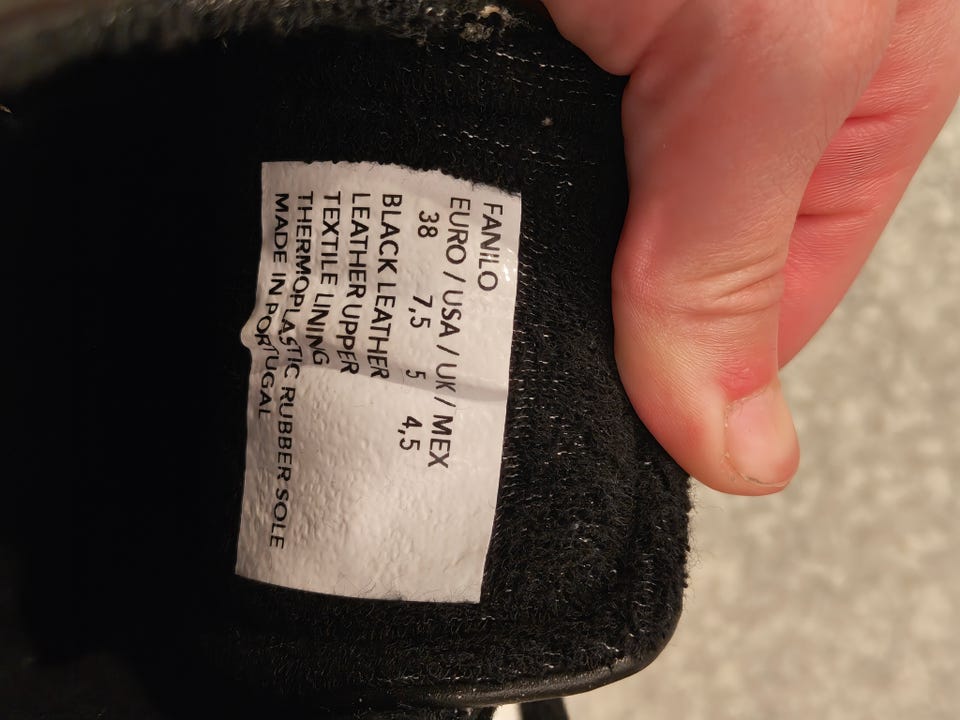 FANILO
EURO / USA / UK / MEX
38 7,5 5 4,5
BLACK LEATHER
LEATHER UPPER
TEXTILE LINING
THERMOPLASTIC RUBBER SOLE
MADE IN PORTUGAL